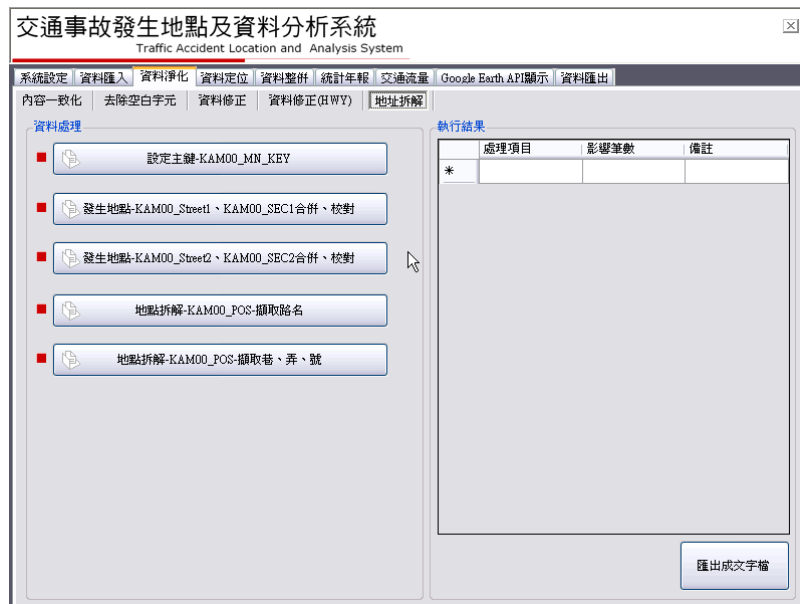 交通事故發生地點及資料分析系統
Traffic Accident Location and Analysis System
系統設定 資料匯入 資料淨化 資料定位 資料整併 統計年報 交通流量 Google Earth API顯示 資料匯出
內容一致化 去除空白字元 資料修正 資料修正(HWY) 地址拆解
資料處理
設定主鍵-KAM00_MN_KEY
發生地點-KAM00_Street1、KAM00_SEC1合併、校對
發生地點-KAM00_Street2、KAM00_SEC2合併、校對
地點拆解-KAM00_POS-擷取路名
地點拆解-KAM00_POS-擷取巷、弄、號
執行結果
處理項目 影響筆數 備註
*
匯出成文字檔